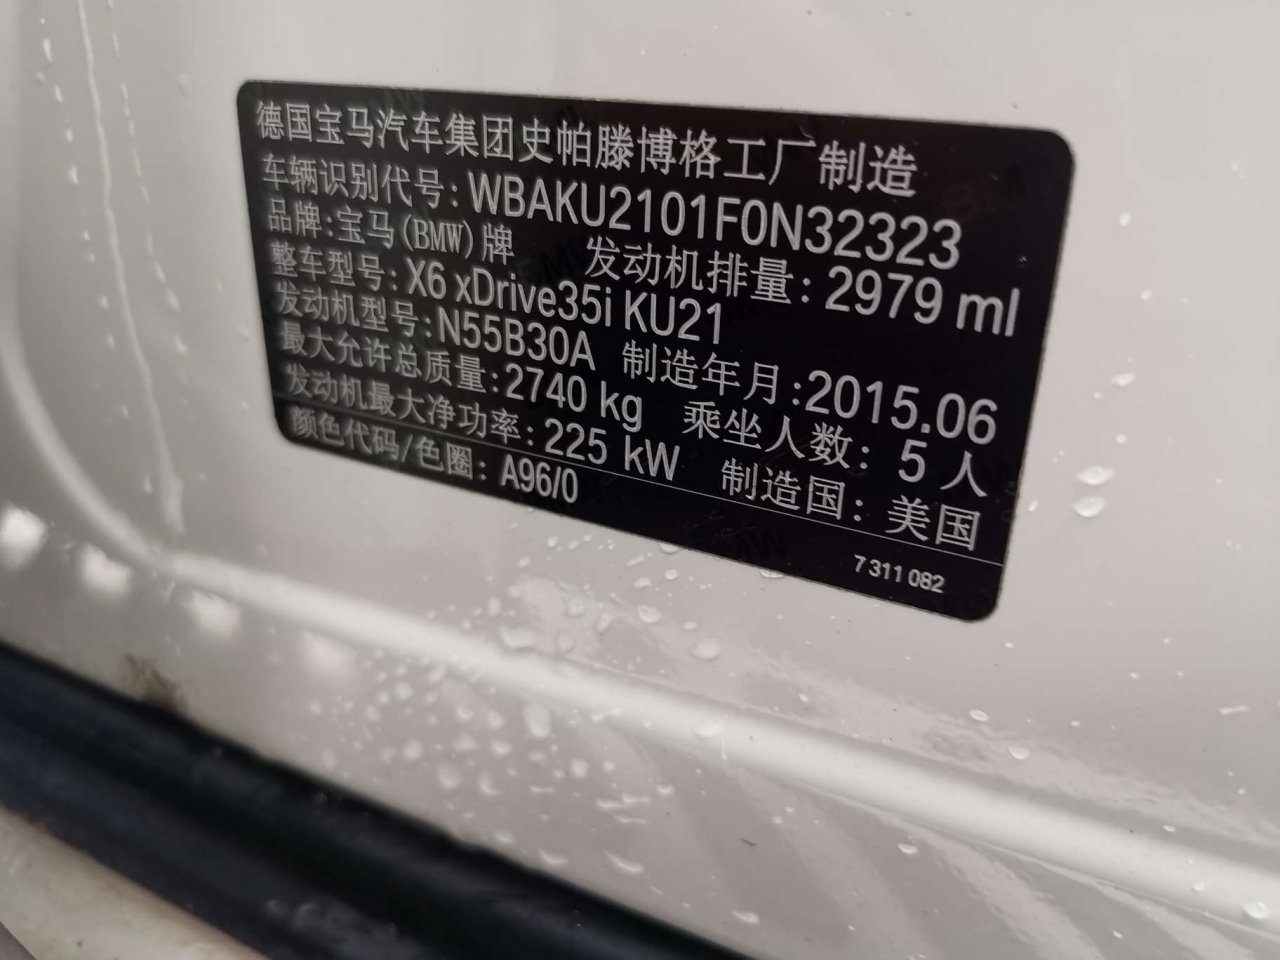 德国宝马汽车集团史帕滕博格工厂制造
车辆识别代号: WBAKU2101F0N32323
品牌: 宝马(BMW)牌 发动机排量: 2979 ml
整车型号: X6 xDrive35i KU21
发动机型号: N55B30A 制造年月: 2015.06
最大允许总质量: 2740 kg 乘坐人数: 5 人
发动机最大净功率: 225 kW 制造国: 美国
颜色代码/色圈: A96/0
7 311 082